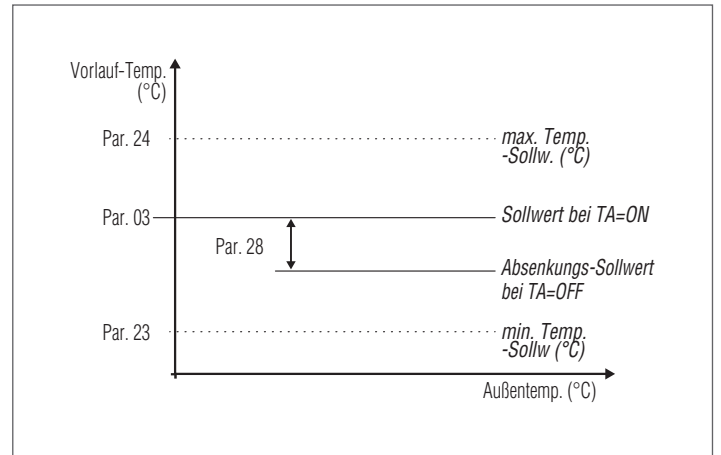 Vorlauf-Temp.
(°C)
Par. 24
max. Temp.
-Sollw. (°C)
Par. 03
Sollwert bei TA=ON
Par. 28
Absenkungs-Sollwert
bei TA=OFF
Par. 23
min. Temp.
-Sollw (°C)
Außentemp. (°C)